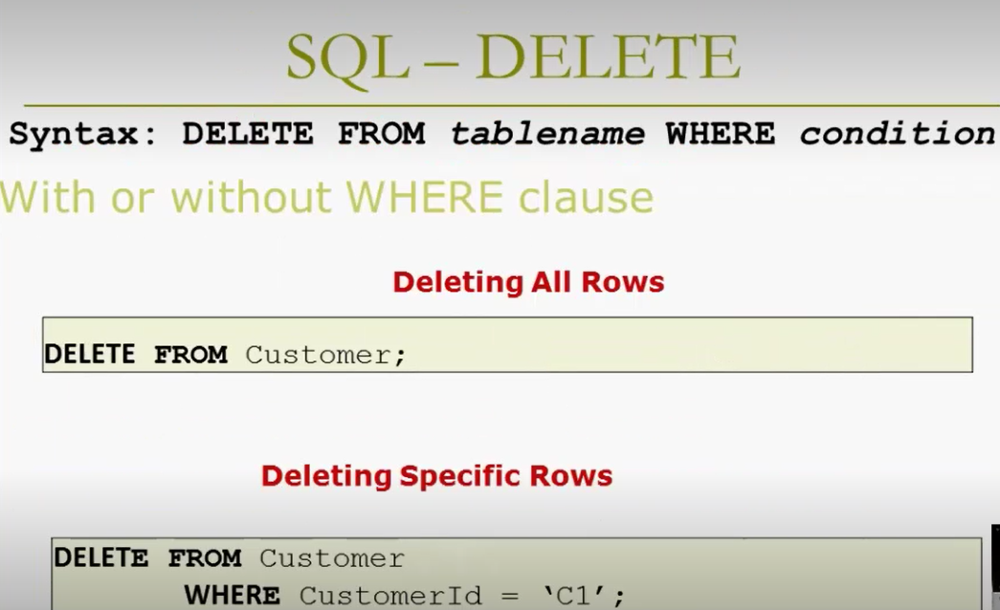 SQL – DELETE
Syntax: DELETE FROM tablename WHERE condition
With or without WHERE clause
Deleting All Rows
DELETE FROM Customer;
Deleting Specific Rows
DELETE FROM Customer
WHERE CustomerId = ‘C1’;